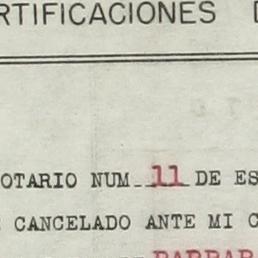 RTIFICACIONES D
OTARIO NUM. 11 DE ES
CANCELADO ANTE MI C